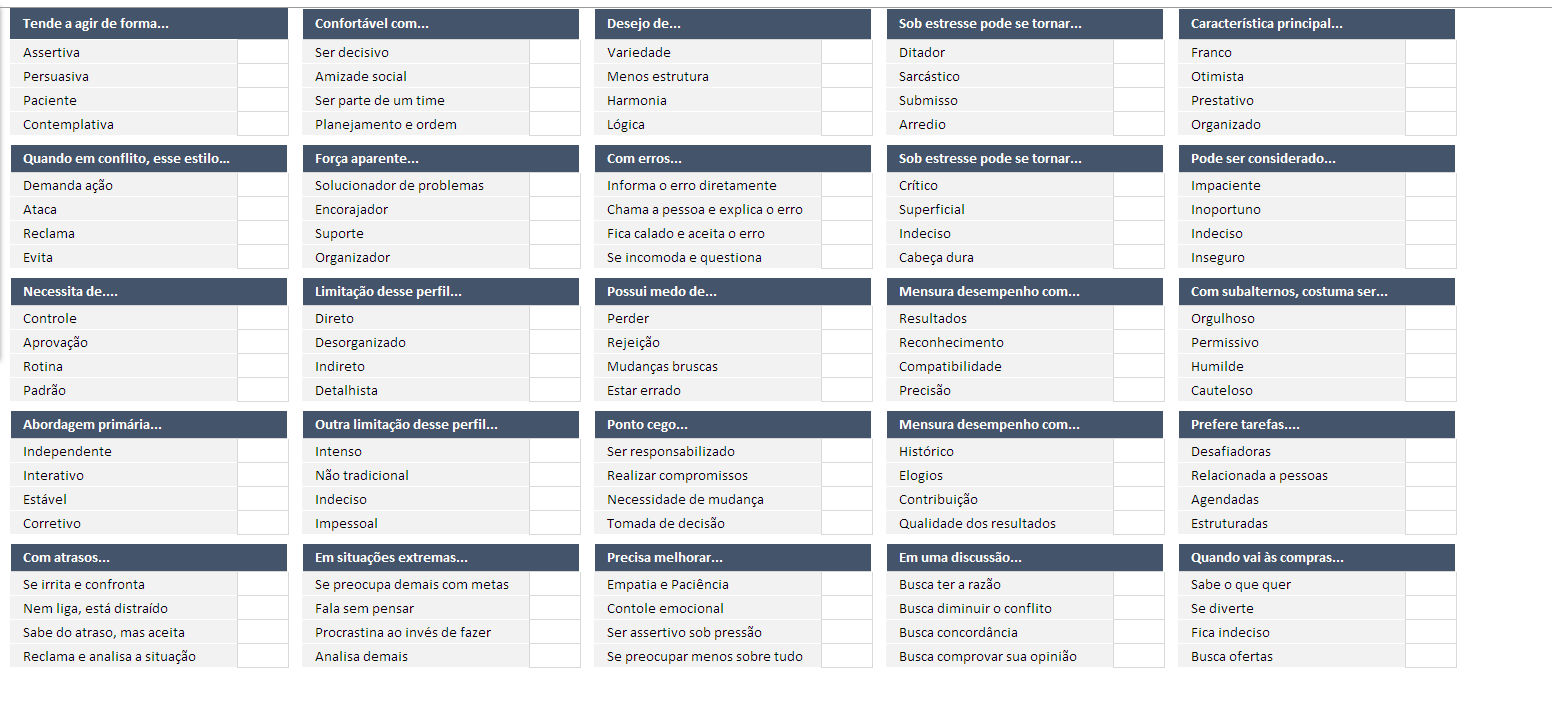 Tende a agir de forma...
Assertiva
Persuasiva
Paciente
Contemplativa
Confortável com...
Ser decisivo
Amizade social
Ser parte de um time
Planejamento e ordem
Desejo de...
Variedade
Menos estrutura
Harmonia
Lógica
Sob estresse pode se tornar...
Ditador
Sarcástico
Submisso
Arredio
Característica principal...
Franco
Otimista
Prestativo
Organizado
Quando em conflito, esse estilo...
Demanda ação
Ataca
Reclama
Evita
Força aparente...
Solucionador de problemas
Encorajador
Suporte
Organizador
Com erros...
Informa o erro diretamente
Chama a pessoa e explica o erro
Fica calado e aceita o erro
Se incomoda e questiona
Sob estresse pode se tornar...
Crítico
Superficial
Indeciso
Cabeça dura
Pode ser considerado...
Impaciente
Inoportuno
Indeciso
Inseguro
Necessita de....
Controle
Aprovação
Rotina
Padrão
Limitação desse perfil...
Direto
Desorganizado
Indireto
Detalhista
Possui medo de...
Perder
Rejeição
Mudanças bruscas
Estar errado
Mensura desempenho com...
Resultados
Reconhecimento
Compatibilidade
Precisão
Com subalternos, costuma ser...
Orgulhoso
Permissivo
Humilde
Cauteloso
Abordagem primária...
Independente
Interativo
Estável
Corretivo
Outra limitação desse perfil...
Intenso
Não tradicional
Indeciso
Impessoal
Ponto cego...
Ser responsabilizado
Realizar compromissos
Necessidade de mudança
Tomada de decisão
Mensura desempenho com...
Histórico
Elogios
Contribuição
Qualidade dos resultados
Prefere tarefas....
Desafiadoras
Relacionada a pessoas
Agendadas
Estruturadas
Com atrasos...
Se irrita e confronta
Nem liga, está distraído
Sabe do atraso, mas aceita
Reclama e analisa a situação
Em situações extremas...
Se preocupa demais com metas
Fala sem pensar
Procrastina ao invés de fazer
Analisa demais
Precisa melhorar...
Empatia e Paciência
Contole emocional
Ser assertivo sob pressão
Se preocupar menos sobre tudo
Em uma discussão...
Busca ter a razão
Busca diminuir o conflito
Busca concordância
Busca comprovar sua opinião
Quando vai às compras...
Sabe o que quer
Se diverte
Fica indeciso
Busca ofertas